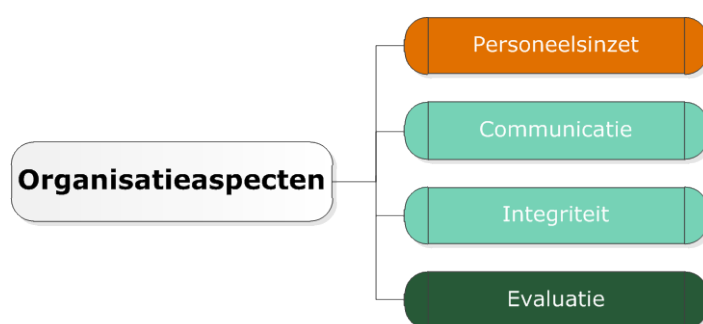 Personeelsinzet
Communicatie
Organisatieaspecten
Integriteit
Evaluatie